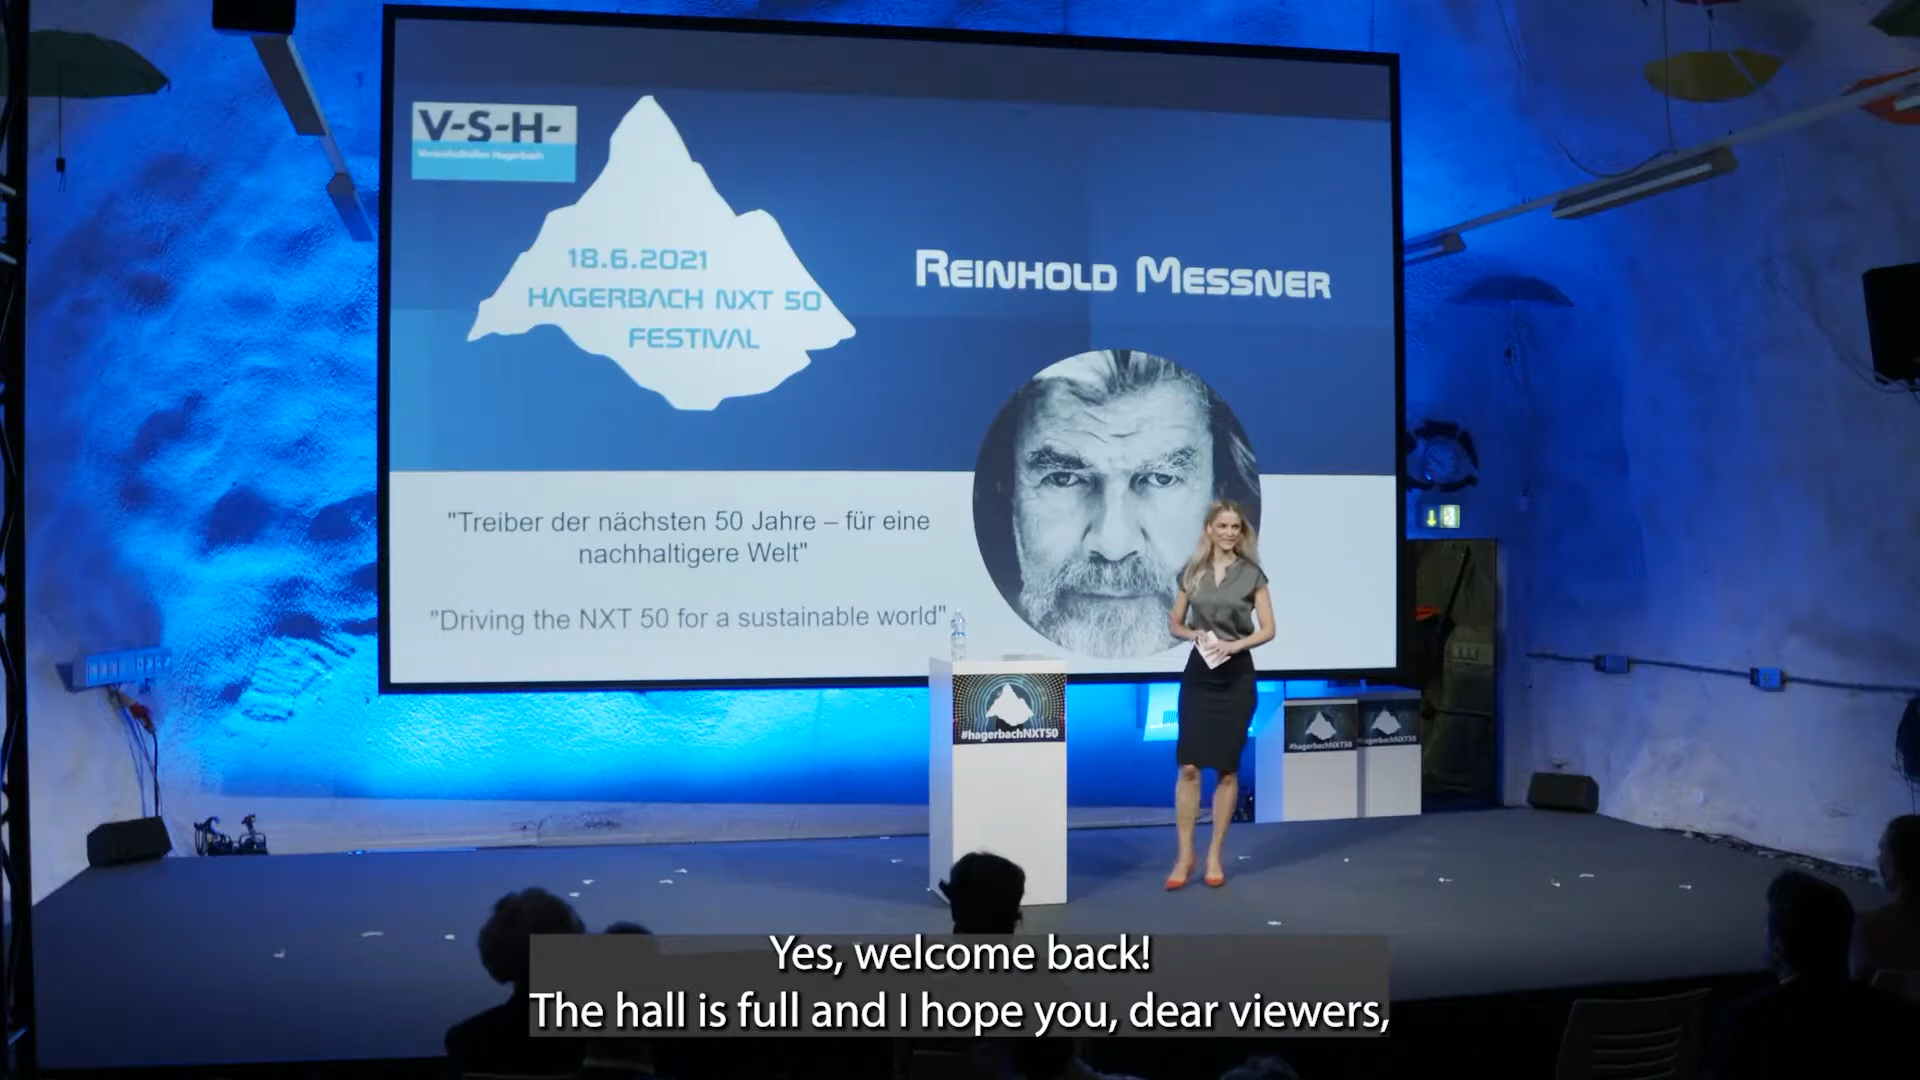 V-S-H-
Versuchsstollen Hagerbach
18.6.2021
HAGERBACH NXT 50
FESTIVAL
REINHOLD MESSNER
"Treiber der nächsten 50 Jahre – für eine
nachhaltigere Welt"
"Driving the NXT 50 for a sustainable world"
#hagerbachNXT50
#hagerbachNXT50
#hagerbachNXT50
Yes, welcome back!
The hall is full and I hope you, dear viewers,